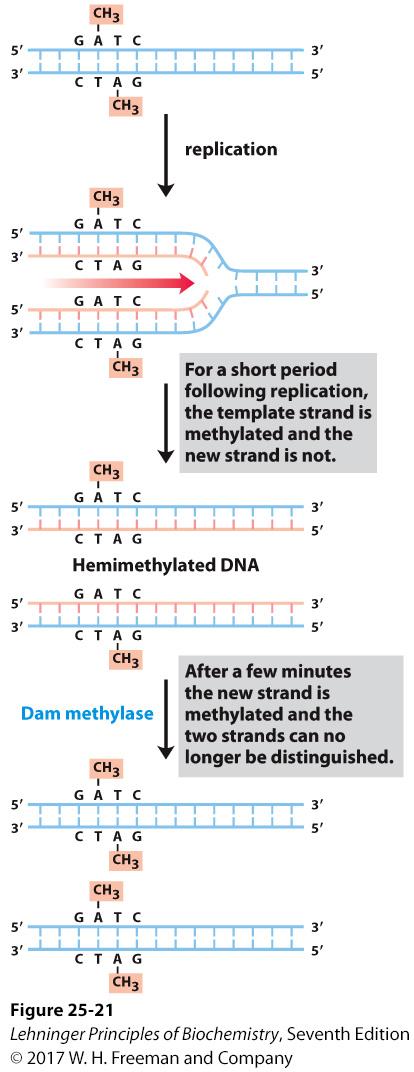 CH3
G A T C
5′ 3′
3′ 5′
C T A G
CH3
replication
CH3
G A T C
5′
3′
C T A G
3′
5′
G A T C
5′
3′
C T A G
CH3
For a short period
following replication,
the template strand is
methylated and the
new strand is not.
CH3
G A T C
5′ 3′
3′ 5′
C T A G
Hemimethylated DNA
G A T C
5′ 3′
3′ 5′
C T A G
CH3
After a few minutes
the new strand is
methylated and the
two strands can no
longer be distinguished.
Dam methylase
CH3
G A T C
5′ 3′
3′ 5′
C T A G
CH3
CH3
G A T C
5′ 3′
3′ 5′
C T A G
CH3
Figure 25-21
Lehninger Principles of Biochemistry, Seventh Edition
© 2017 W. H. Freeman and Company